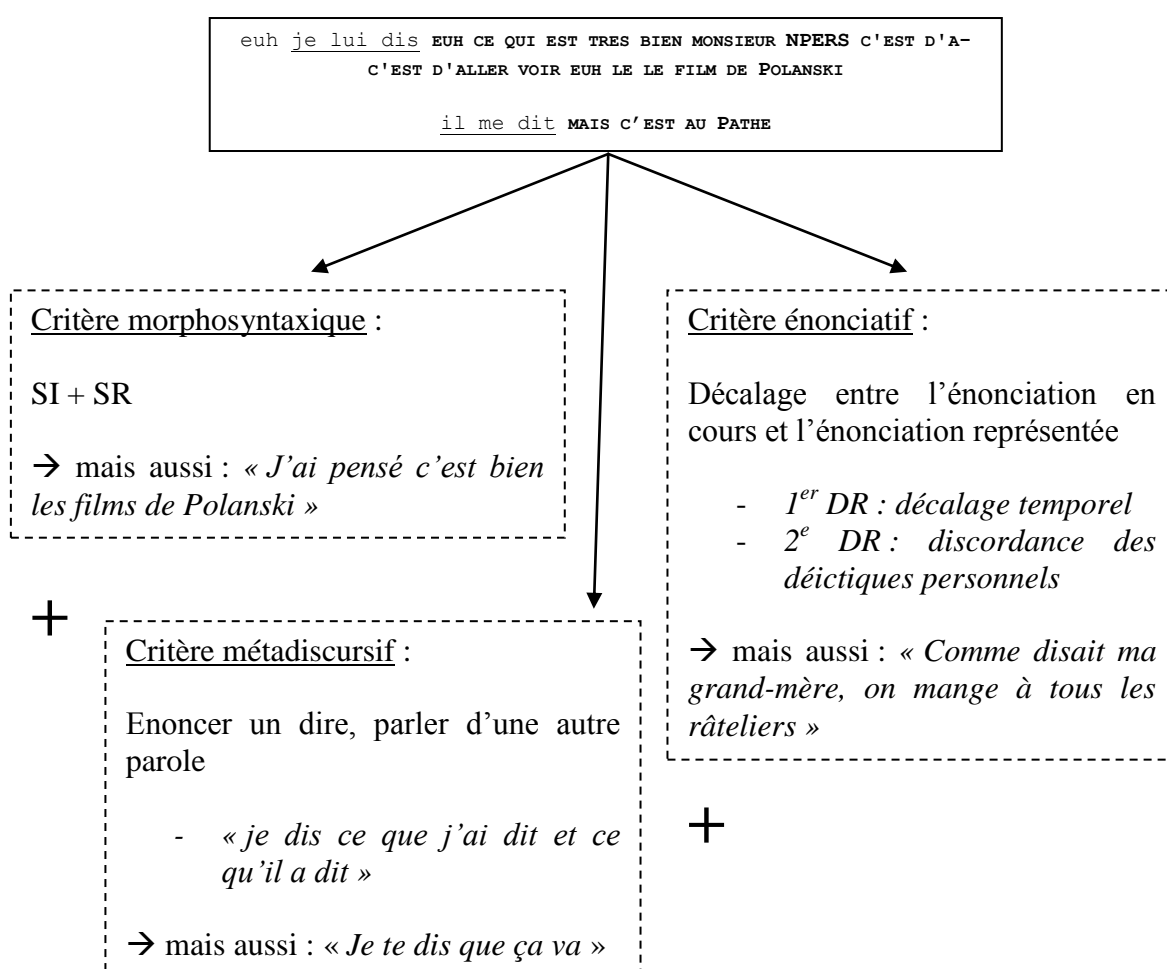 euh je lui dis EUH CE QUI EST TRES BIEN MONSIEUR NPERS C'EST D'A-
C'EST D'ALLER VOIR EUH LE LE FILM DE POLANSKI
il me dit MAIS C’EST AU PATHE
Critère morphosyntaxique :
SI + SR
→ mais aussi : « J’ai pensé c’est bien
les films de Polanski »
+
Critère métadiscursif :
Enoncer un dire, parler d’une autre
parole
- « je dis ce que j’ai dit et ce
qu’il a dit »
→ mais aussi : « Je te dis que ça va »
Critère énonciatif :
Décalage entre l’énonciation en
cours et l’énonciation représentée
- 1er DR : décalage temporel
- 2e DR : discordance des
déictiques personnels
→ mais aussi : « Comme disait ma
grand-mère, on mange à tous les
râteliers »
+